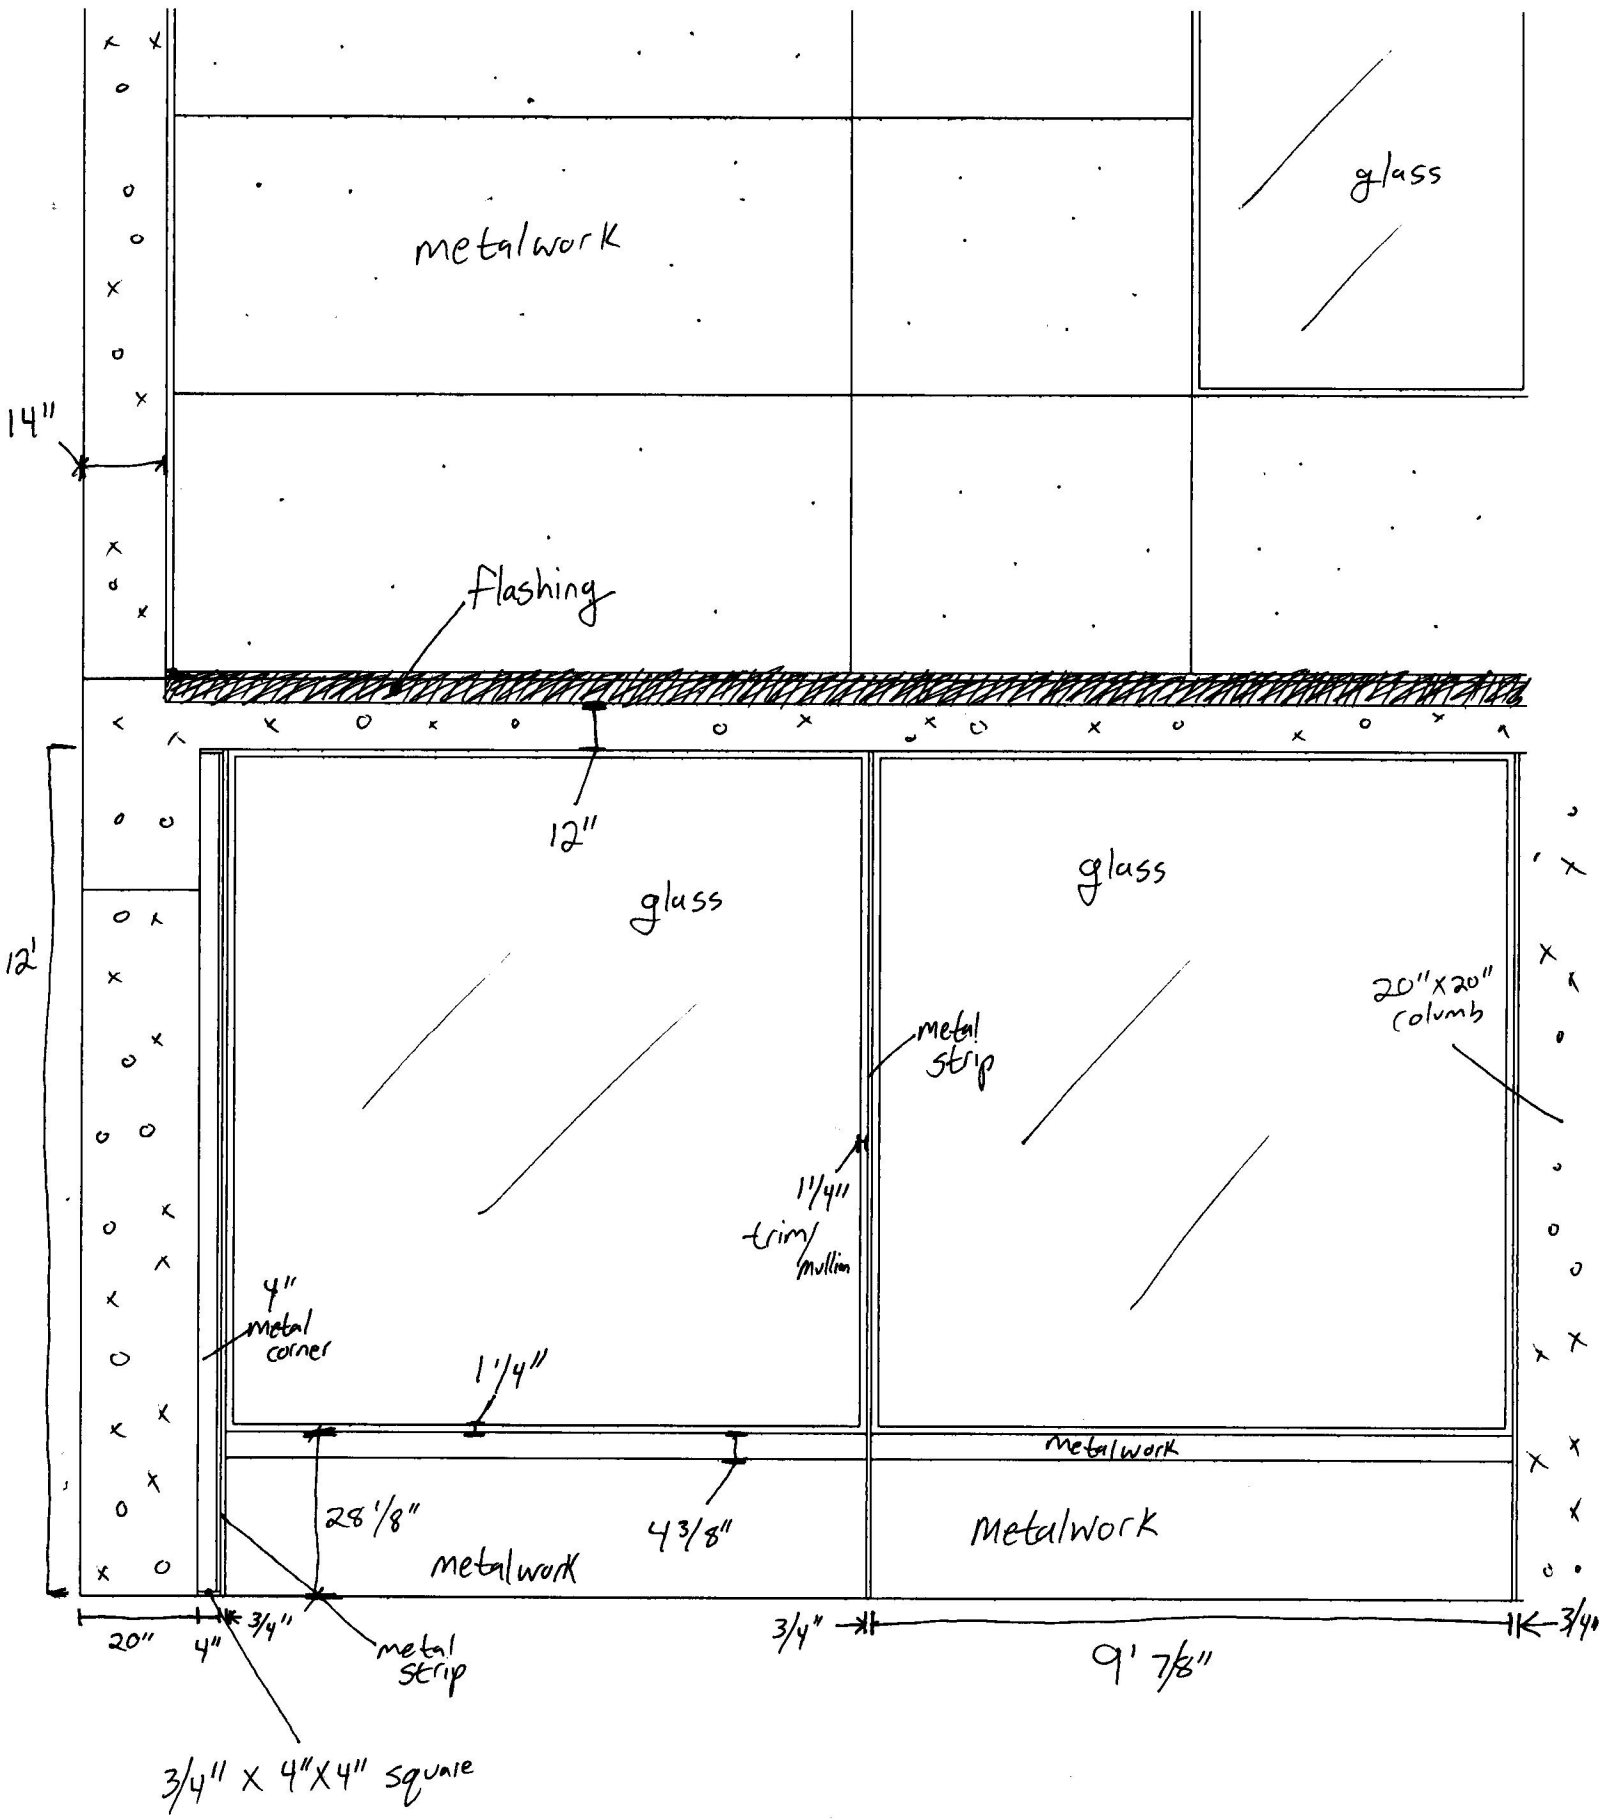 glass
metalwork
14"
flashing
12"
glass
glass
12'
20"x20"
columb
metal
strip
1 1/4"
trim/
mullion
4"
metal
corner
1 1/4"
metalwork
28 1/8"
4 3/8"
metalwork
metalwork
3/4"
3/4"
3/4"
20"
4"
metal
strip
9' 7/8"
3/4" x 4"x4" square